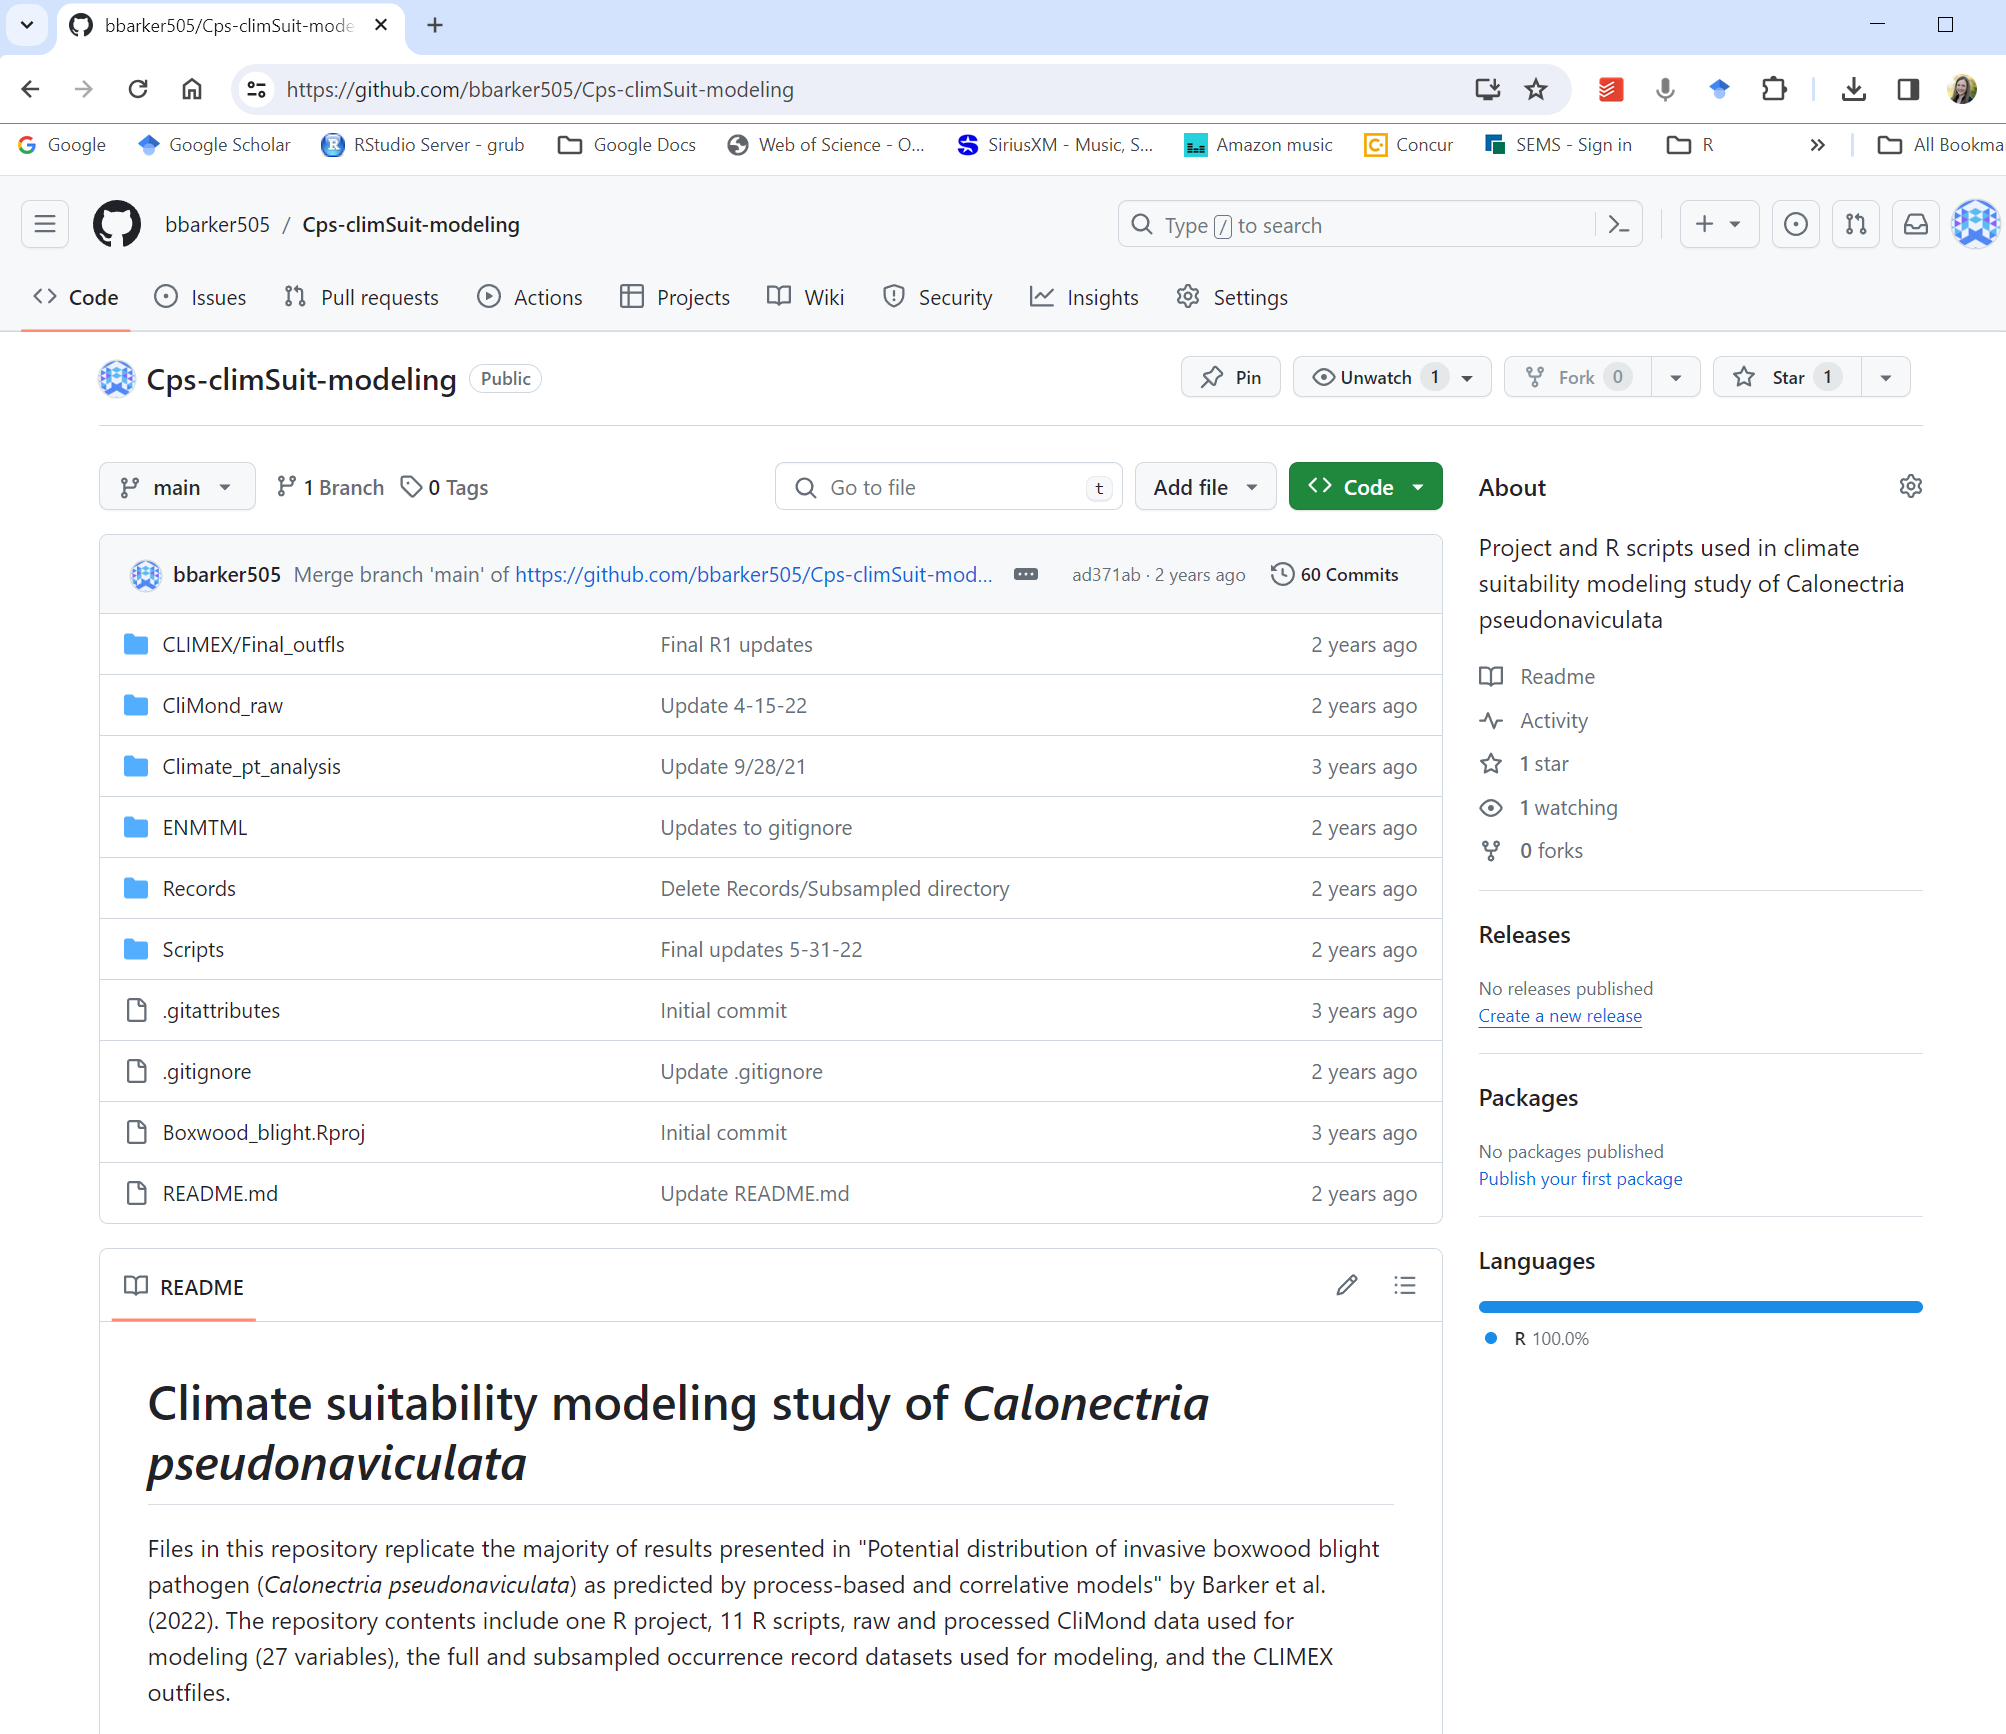 bbarker505/Cps-climSuit-mode
https://github.com/bbarker505/Cps-climSuit-modeling
Google
Google Scholar
RStudio Server - grub
Google Docs
Web of Science - O...
SiriusXM - Music, S...
Amazon music
Concur
SEMS - Sign in
R
»
All Bookma
bbarker505 / Cps-climSuit-modeling
Type / to search
Code
Issues
Pull requests
Actions
Projects
Wiki
Security
Insights
Settings
Cps-climSuit-modeling Public
Pin
Unwatch 1
Fork 0
Star 1
main
1 Branch
0 Tags
Go to file t
Add file
Code
bbarker505 Merge branch 'main' of https://github.com/bbarker505/Cps-climSuit-mod... ad371ab · 2 years ago 60 Commits
CLIMEX/Final_outfls Final R1 updates 2 years ago
CliMond_raw Update 4-15-22 2 years ago
Climate_pt_analysis Update 9/28/21 3 years ago
ENMTML Updates to gitignore 2 years ago
Records Delete Records/Subsampled directory 2 years ago
Scripts Final updates 5-31-22 2 years ago
.gitattributes Initial commit 3 years ago
.gitignore Update .gitignore 2 years ago
Boxwood_blight.Rproj Initial commit 3 years ago
README.md Update README.md 2 years ago
README
Climate suitability modeling study of Calonectria
pseudonaviculata
Files in this repository replicate the majority of results presented in "Potential distribution of invasive boxwood blight
pathogen (Calonectria pseudonaviculata) as predicted by process-based and correlative models" by Barker et al.
(2022). The repository contents include one R project, 11 R scripts, raw and processed CliMond data used for
modeling (27 variables), the full and subsampled occurrence record datasets used for modeling, and the CLIMEX
outfiles.
About
Project and R scripts used in climate
suitability modeling study of Calonectria
pseudonaviculata
Readme
Activity
1 star
1 watching
0 forks
Releases
No releases published
Create a new release
Packages
No packages published
Publish your first package
Languages
R 100.0%